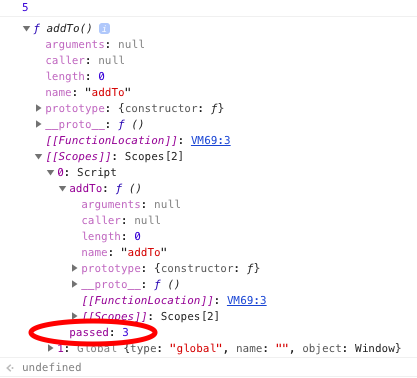 5
ƒ addTo() i
arguments: null
caller: null
length: 0
name: "addTo"
prototype: {constructor: ƒ}
__proto__: ƒ ()
[[FunctionLocation]]: VM69:3
[[Scopes]]: Scopes[2]
0: Script
addTo: ƒ ()
arguments: null
caller: null
length: 0
name: "addTo"
prototype: {constructor: ƒ}
__proto__: ƒ ()
[[FunctionLocation]]: VM69:3
[[Scopes]]: Scopes[2]
passed: 3
1: Global {type: "global", name: "", object: Window}
undefined